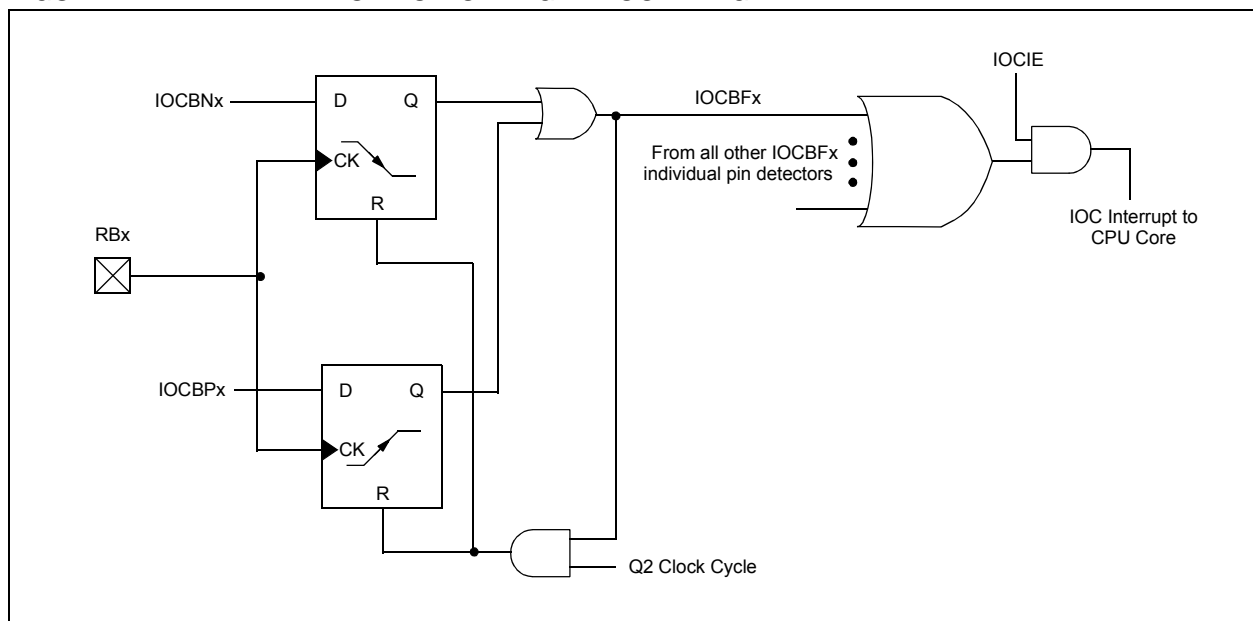 IOCIE
IOCBNx
D
Q
IOCBFx
CK
From all other IOCBFx
individual pin detectors
R
IOC Interrupt to
CPU Core
RBx
IOCBPx
D
Q
CK
R
Q2 Clock Cycle